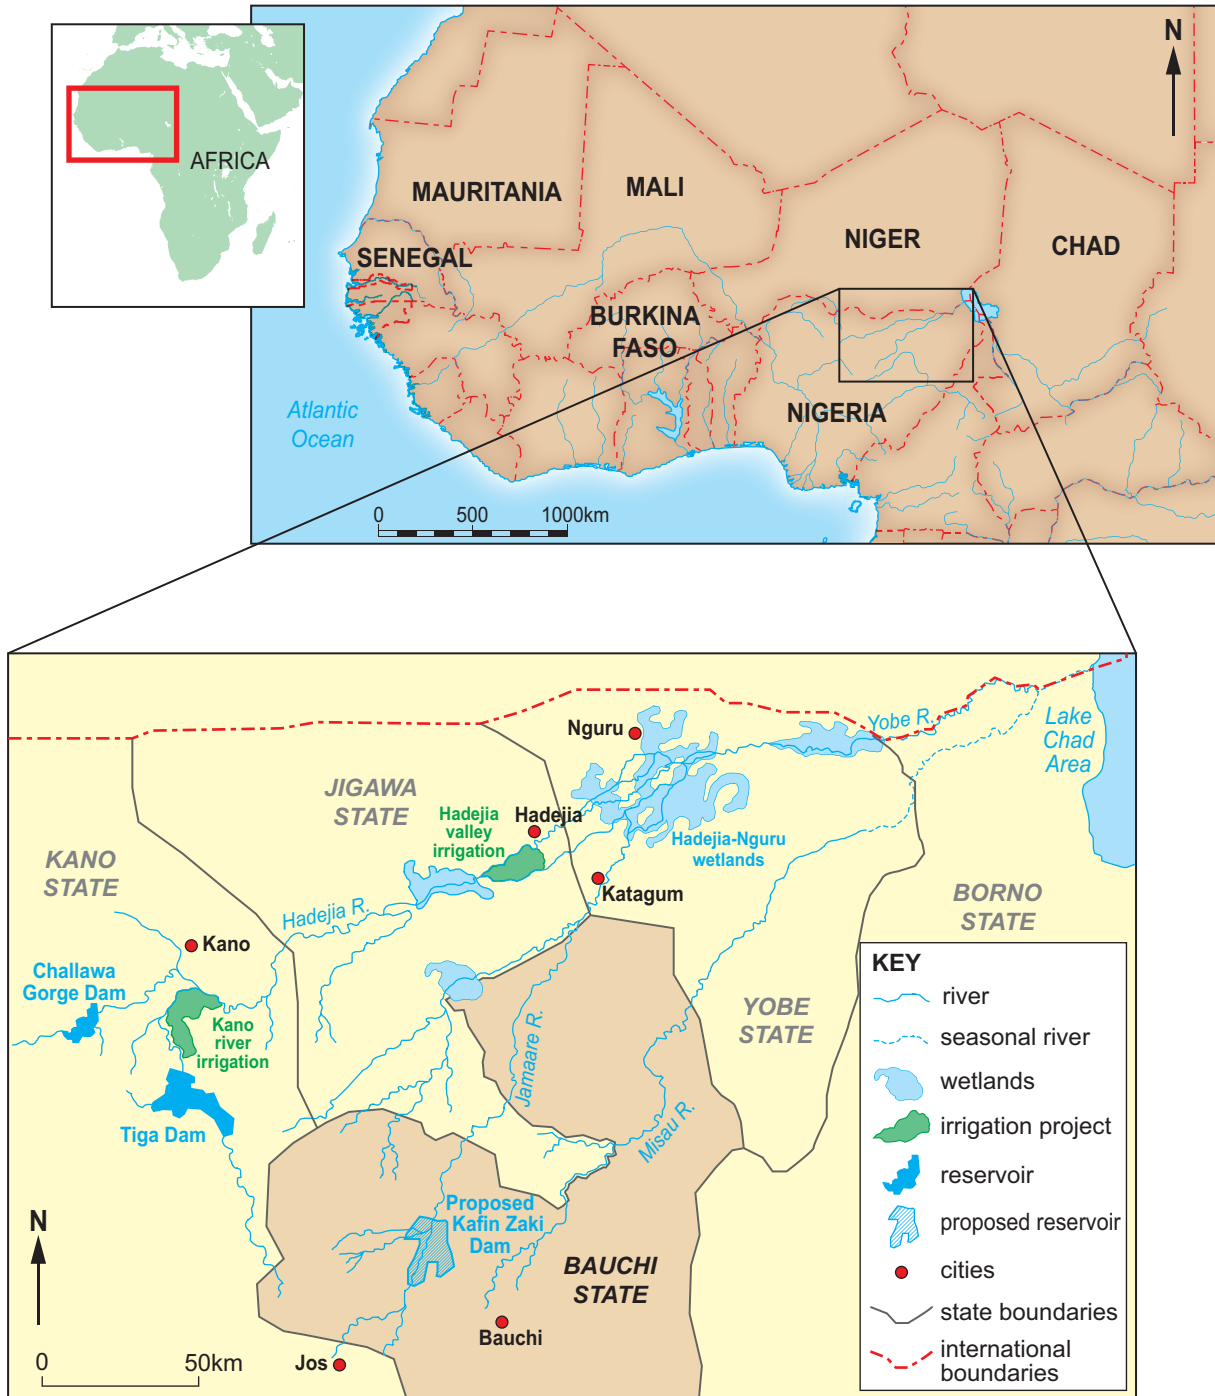 AFRICA
N
MAURITANIA
MALI
NIGER
CHAD
SENEGAL
BURKINA
FASO
NIGERIA
Atlantic
Ocean
0 500 1000km
Nguru
Yobe R.
Lake
Chad
Area
JIGAWA
STATE
Hadejia
valley
irrigation
Hadejia
Hadejia-Nguru
wetlands
KANO
STATE
Katagum
Hadejia R.
BORNO
STATE
Kano
Challawa
Gorge Dam
Kano
river
irrigation
YOBE
STATE
Jamaare R.
Tiga Dam
Misau R.
Proposed
Kafin Zaki
Dam
N
BAUCHI
STATE
Bauchi
Jos
0 50km
KEY
river
seasonal river
wetlands
irrigation project
reservoir
proposed reservoir
cities
state boundaries
international
boundaries